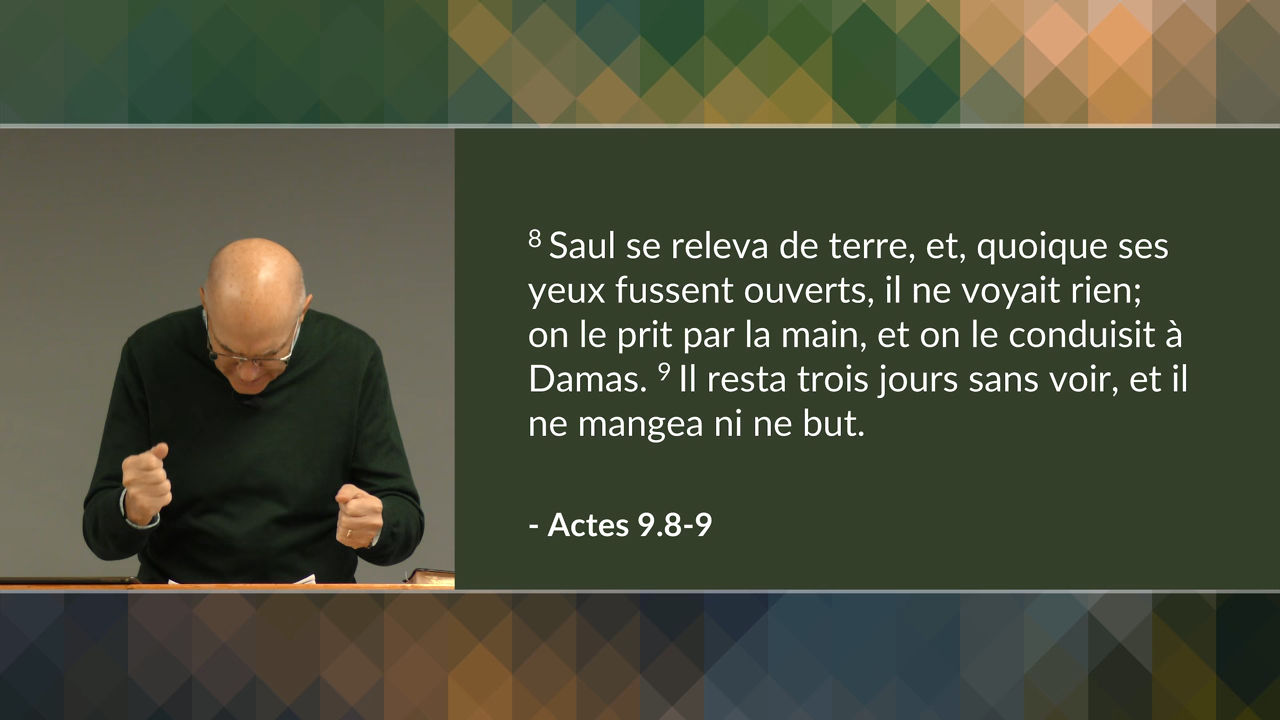 8 Saul se releva de terre, et, quoique ses
yeux fussent ouverts, il ne voyait rien;
on le prit par la main, et on le conduisit à
Damas. 9 Il resta trois jours sans voir, et il
ne mangea ni ne but.
- Actes 9.8-9